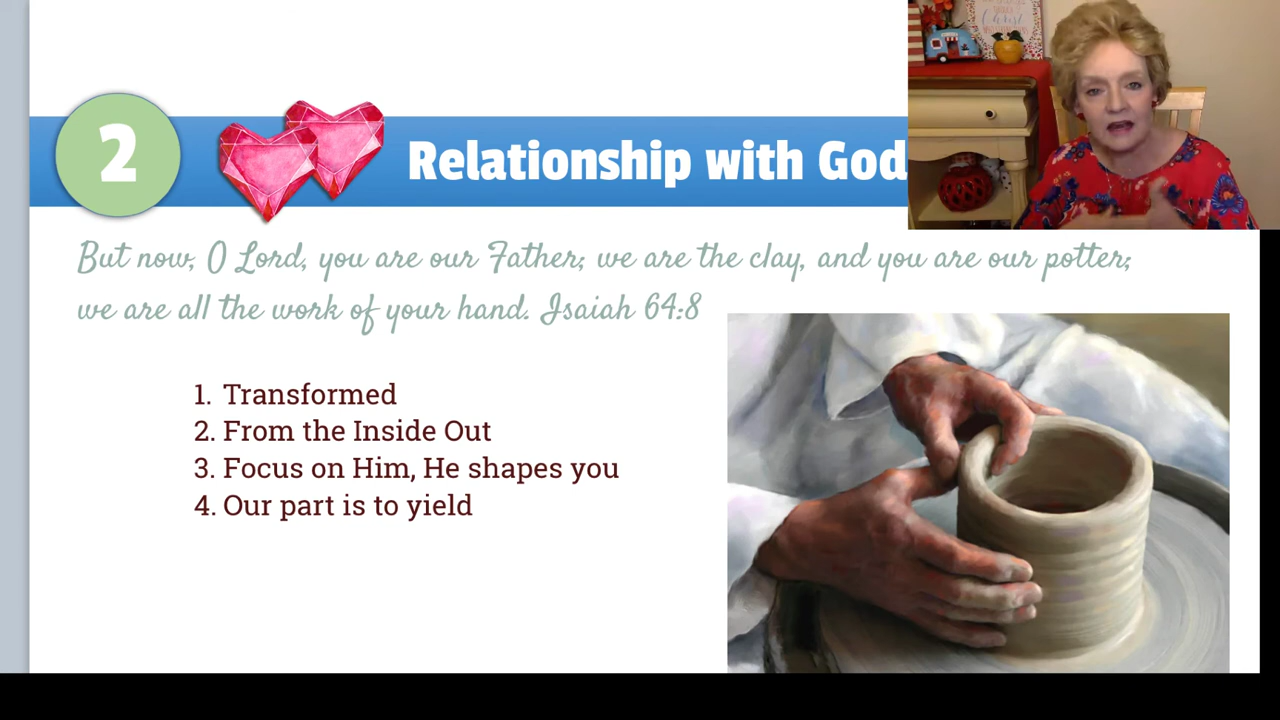 2
Relationship with God
But now, O Lord, you are our Father; we are the clay, and you are our potter;
we are all the work of your hand. Isaiah 64:8
1. Transformed
2. From the Inside Out
3. Focus on Him, He shapes you
4. Our part is to yield
Christ